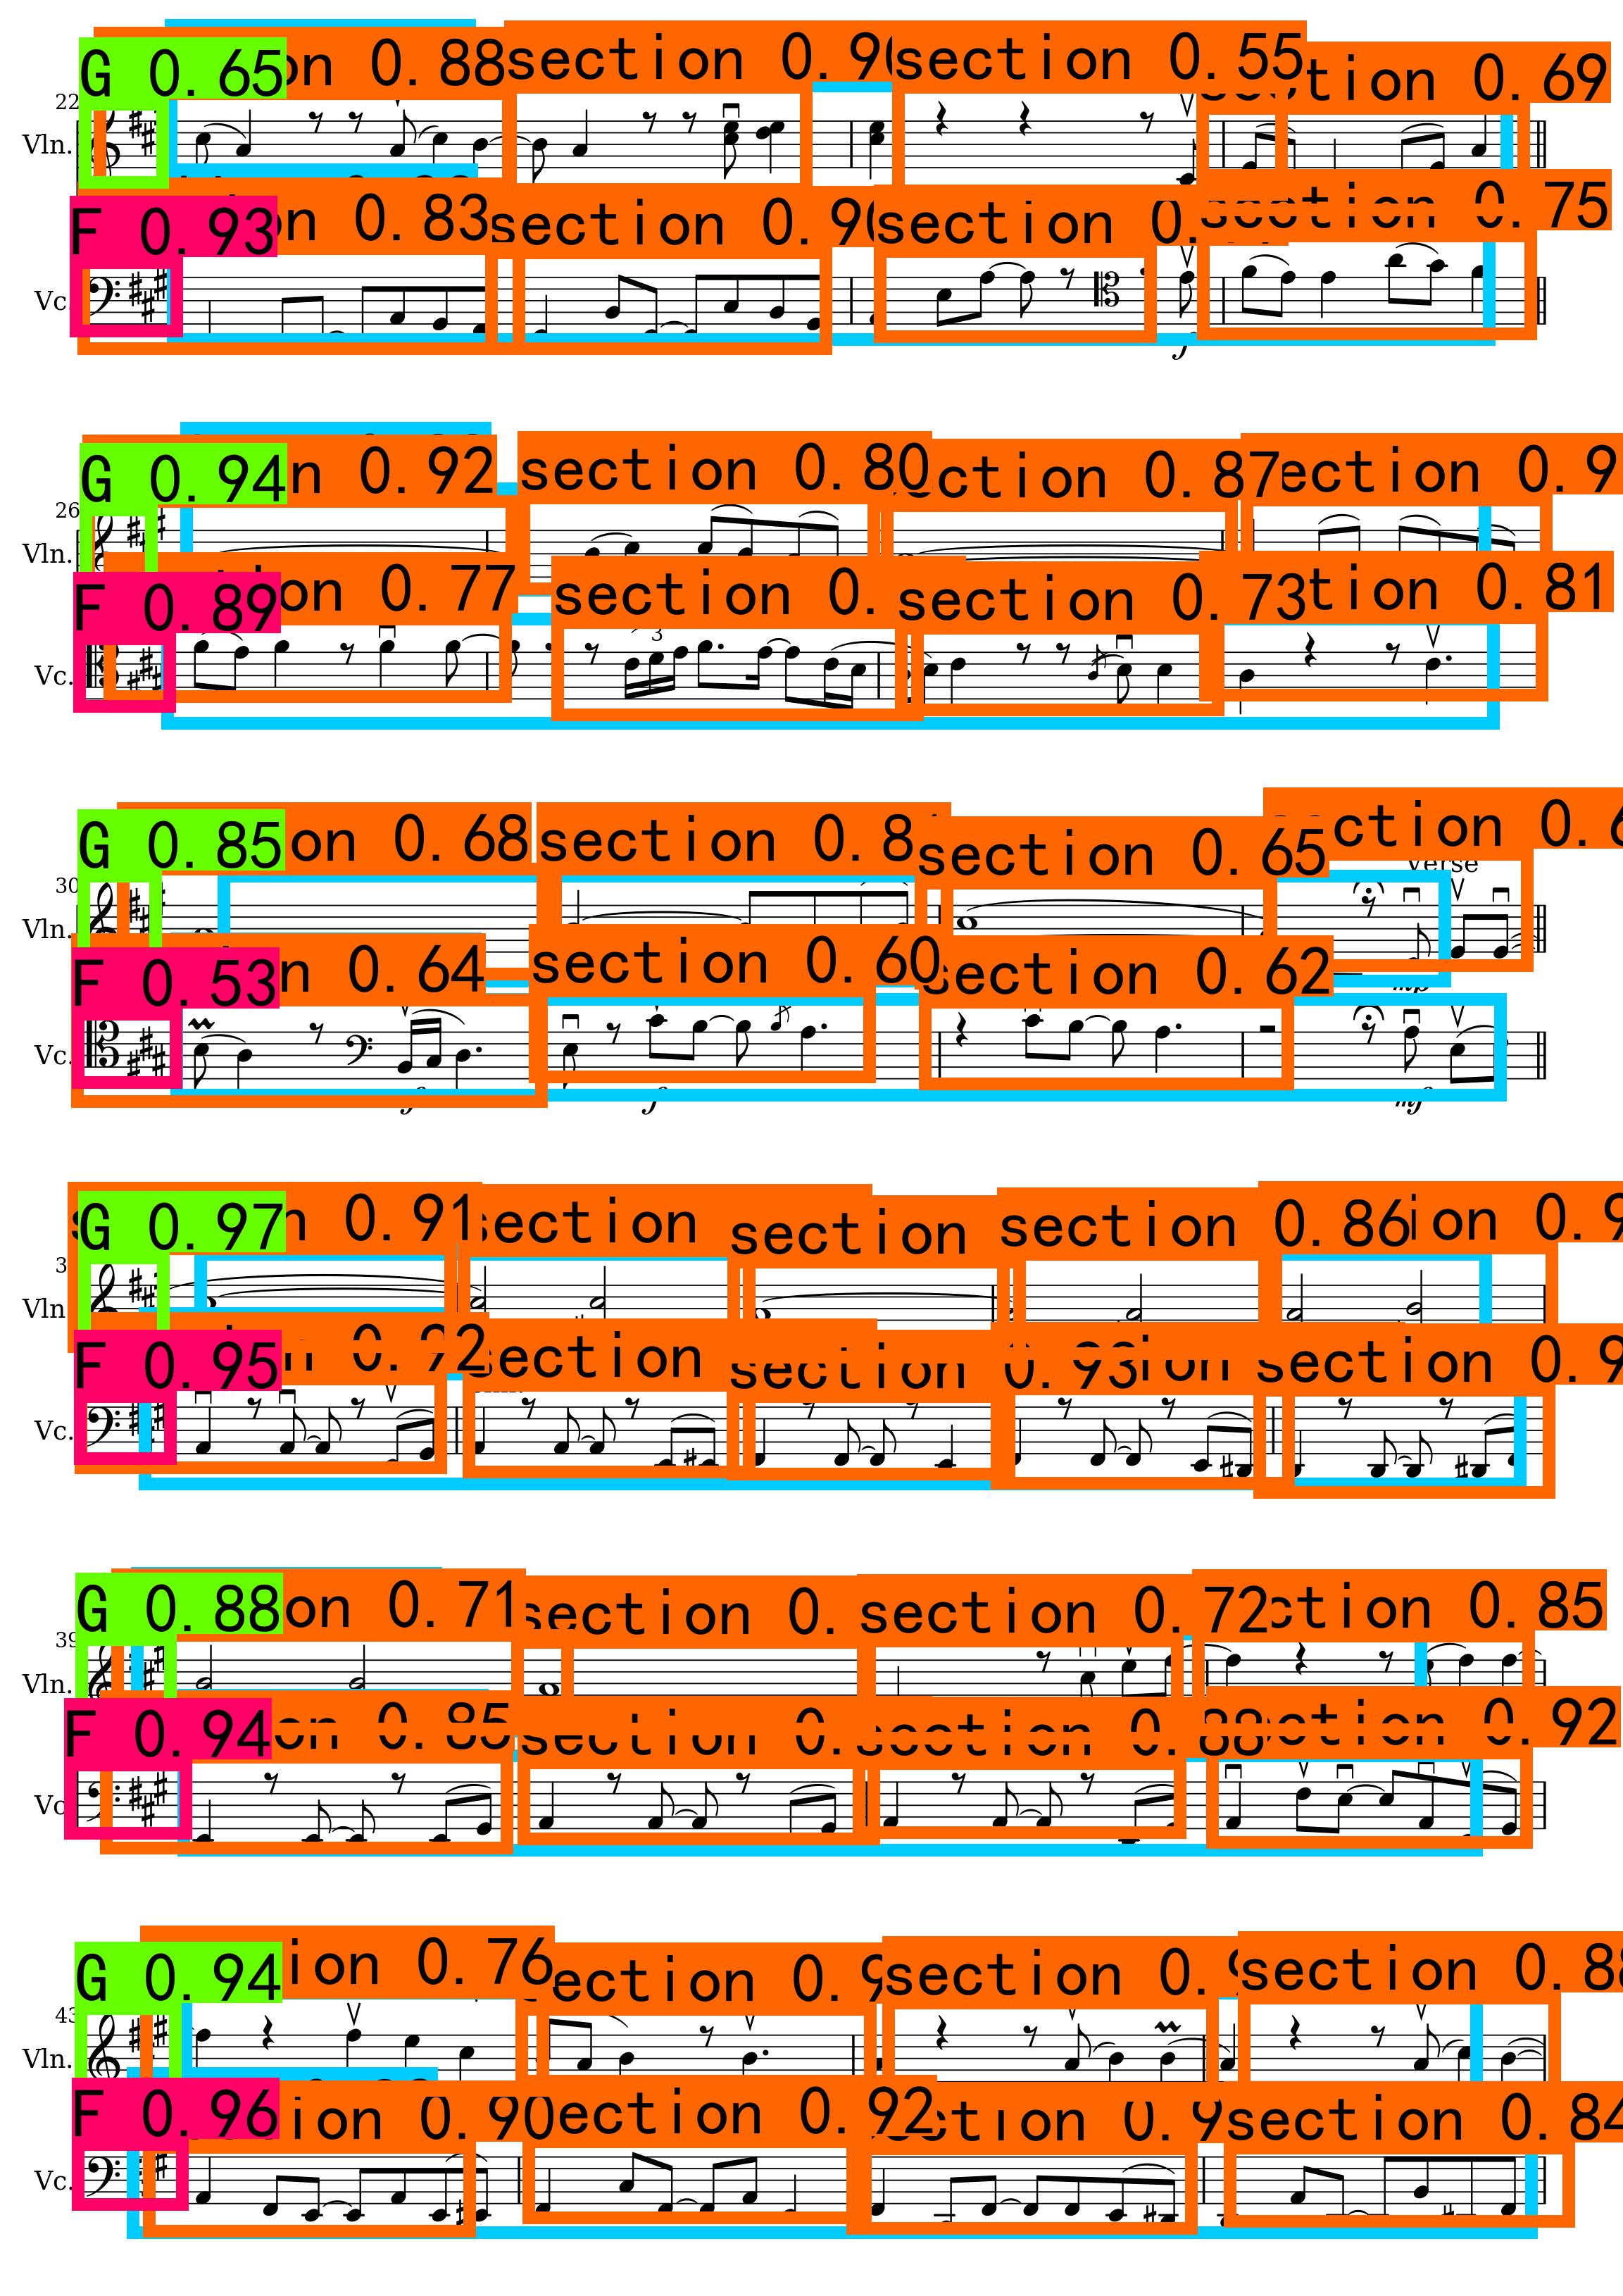 G 0.65 on 0.88 section 0.9 section 0.55 tion 0.69
22
Vln.
F 0.93 on 0.83 section 0.9 section 0. section 0.75
Vc
G 0.94 n 0.92 section 0.80 ction 0.87 ection 0.9
26
Vln.
F 0.89 on 0.77 section 0. section 0.73 tion 0.81
3
Vc.
G 0.85 on 0.68 section 0.8 section 0.65 ction 0.6
Verse
30
Vln.
mp
F 0.53 n 0.64 section 0.60 section 0.62
Vc.
f f mf
G 0.97 n 0.91 section section section 0.86 ion 0.9
3
Vln
F 0.95 n 0.92 section section 0.93 ion section 0.9
Vc.
G 0.88 on 0.71 section 0. section 0.72 ction 0.85
39
Vln.
F 0.94 on 0.85 section 0. section 0.88 ction 0.92
Vc
G 0.94 ion 0.76 ection 0.9 section 0.9 section 0.88
43
Vln.
F 0.96 ion 0.90 ection 0.92 ction 0.9 section 0.84
Vc.